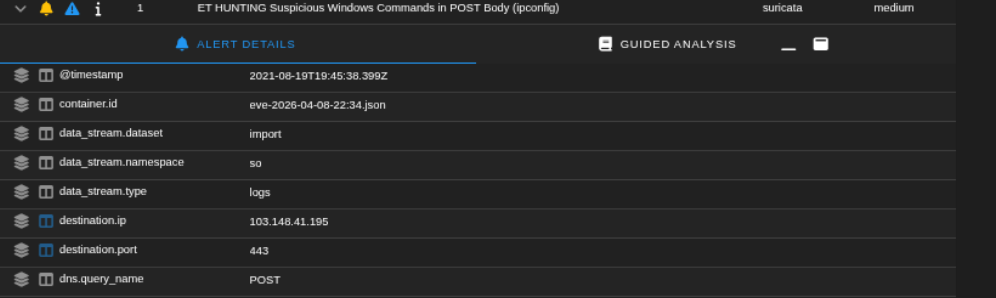 1 ET HUNTING Suspicious Windows Commands in POST Body (ipconfig) suricata medium
ALERT DETAILS GUIDED ANALYSIS
@timestamp 2021-08-19T19:45:38.399Z
container.id eve-2026-04-08-22:34.json
data_stream.dataset import
data_stream.namespace so
data_stream.type logs
destination.ip 103.148.41.195
destination.port 443
dns.query_name POST